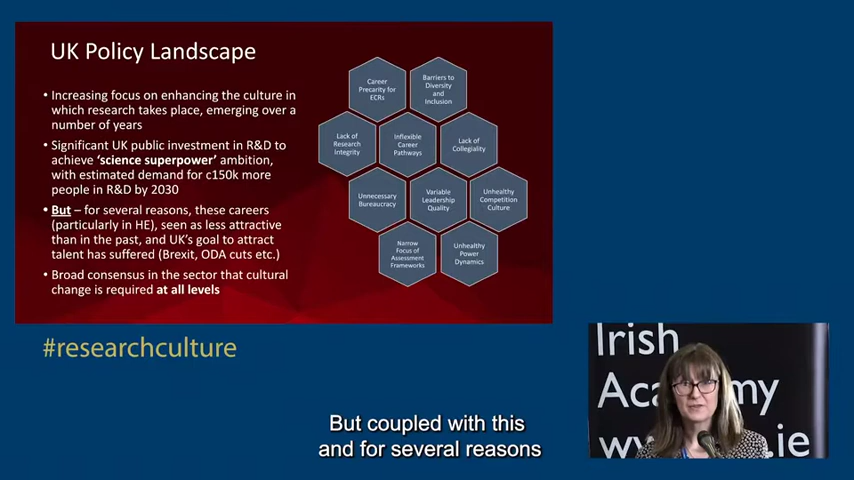 UK Policy Landscape
• Increasing focus on enhancing the culture in
which research takes place, emerging over a
number of years
• Significant UK public investment in R&D to
achieve ‘science superpower’ ambition,
with estimated demand for c150k more
people in R&D by 2030
• But – for several reasons, these careers
(particularly in HE), seen as less attractive
than in the past, and UK’s goal to attract
talent has suffered (Brexit, ODA cuts etc.)
• Broad consensus in the sector that cultural
change is required at all levels
Career
Precarity for
ECRs
Barriers to
Diversity
and
Inclusion
Lack of
Research
Integrity
Inflexible
Career
Pathways
Lack of
Collegiality
Unnecessary
Bureaucracy
Variable
Leadership
Quality
Unhealthy
Competition
Culture
Narrow
Focus of
Assessment
Frameworks
Unhealthy
Power
Dynamics
#researchculture
Irish
my
.ie
But coupled with this
and for several reasons